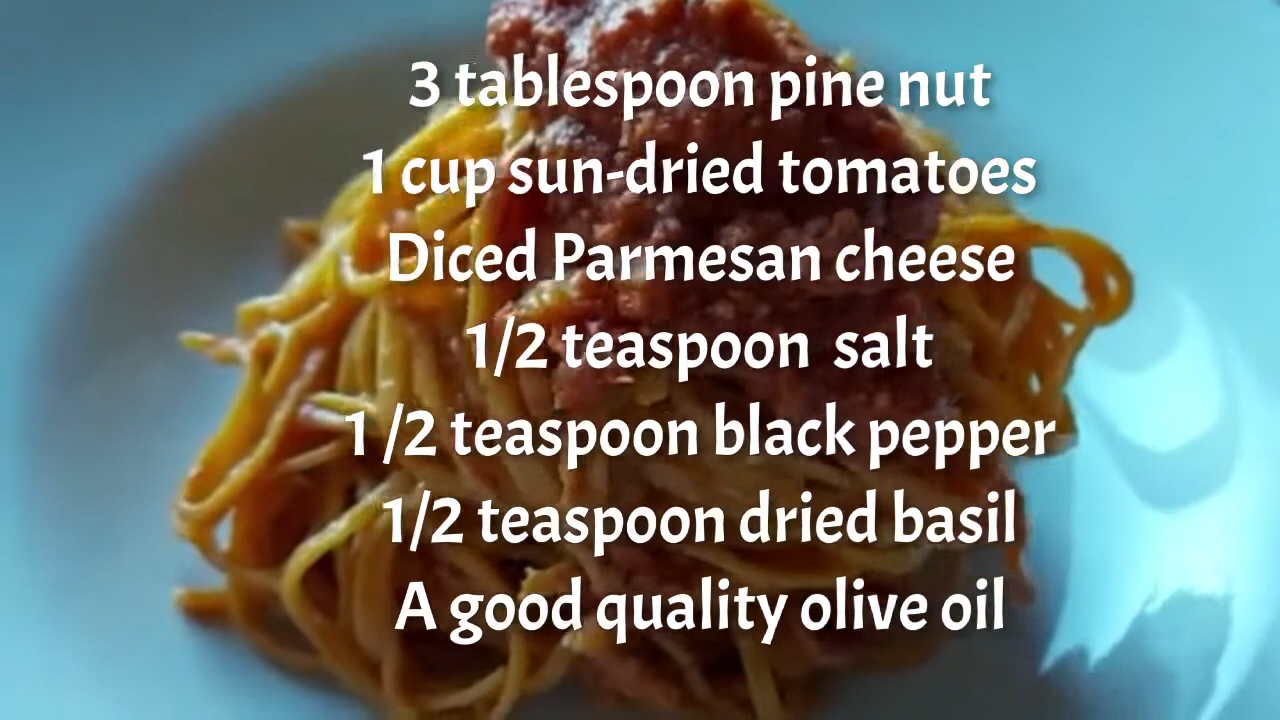 3 tablespoon pine nut
1 cup sun-dried tomatoes
Diced Parmesan cheese
1/2 teaspoon  salt
1 /2 teaspoon black pepper
1/2 teaspoon dried basil
A good quality olive oil